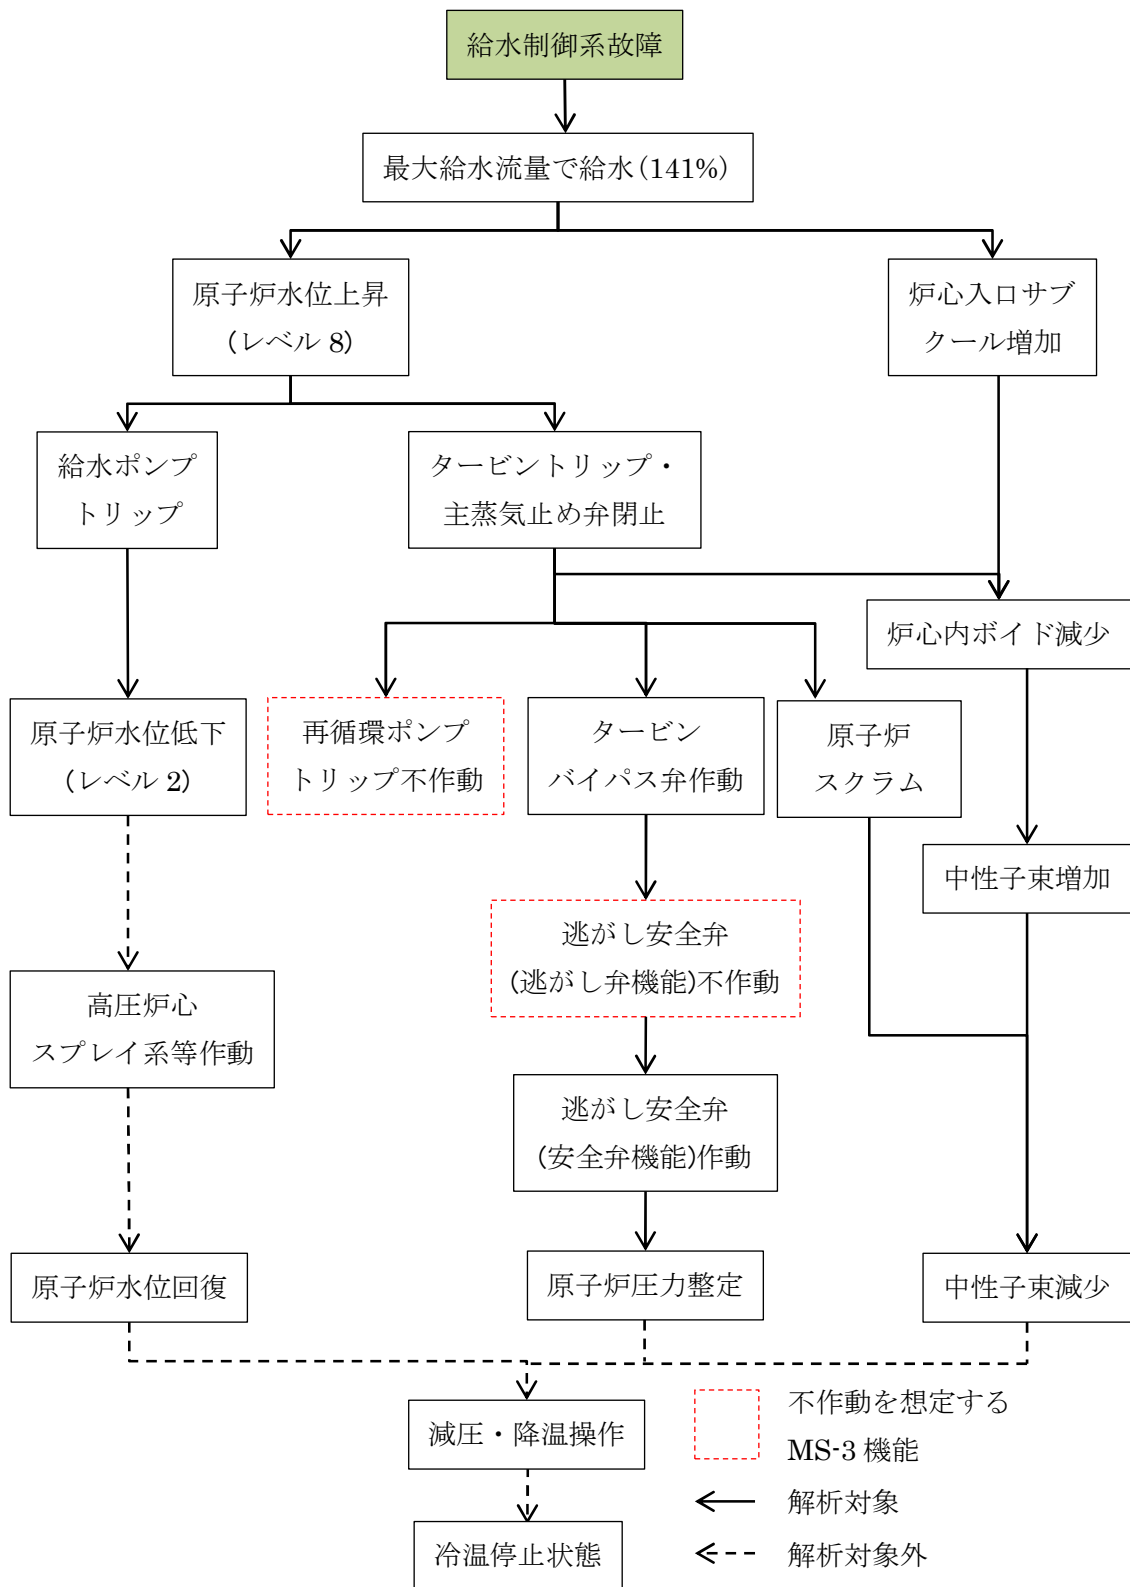 給水制御系故障
最大給水流量で給水(141%)
原子炉水位上昇
(レベル 8)
炉心入口サブ
クール増加
給水ポンプ
トリップ
タービントリップ・
主蒸気止め弁閉止
炉心内ボイド減少
原子炉水位低下
(レベル 2)
再循環ポンプ
トリップ不作動
タービン
バイパス弁作動
原子炉
スクラム
中性子束増加
逃がし安全弁
(逃がし弁機能)不作動
高圧炉心
スプレイ系等作動
逃がし安全弁
(安全弁機能)作動
原子炉水位回復
原子炉圧力整定
中性子束減少
減圧・降温操作
冷温停止状態
不作動を想定する
MS-3 機能
解析対象
解析対象外